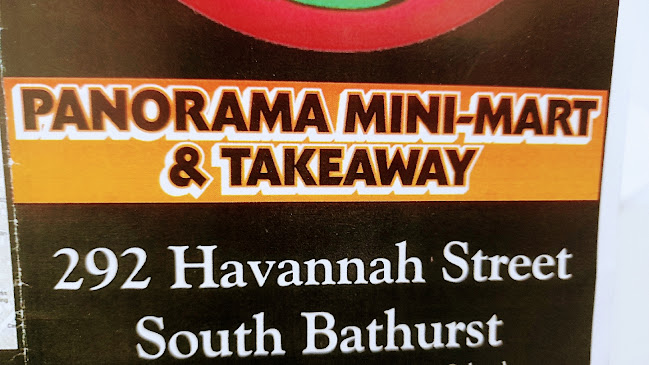 PANORAMA MINI-MART
& TAKEAWAY
292 Havannah Street
South Bathurst